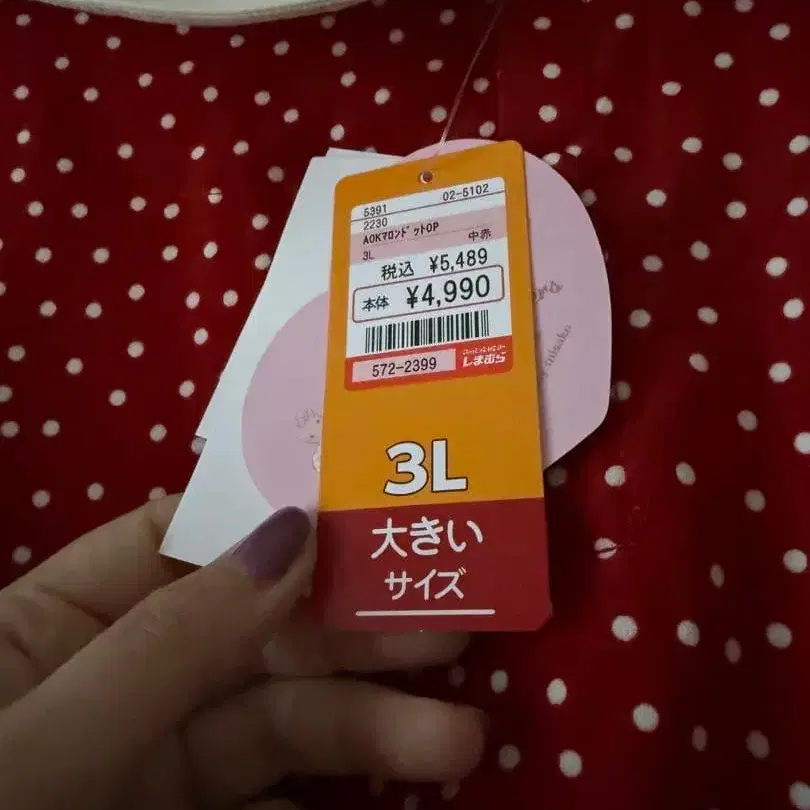 5391 02-5102
2230
AOKマロンドットOP
3L 中赤
税込 ¥5,489
本体 ¥4,990
572-2399 しまむら
3L
大きい
サイズ
misako